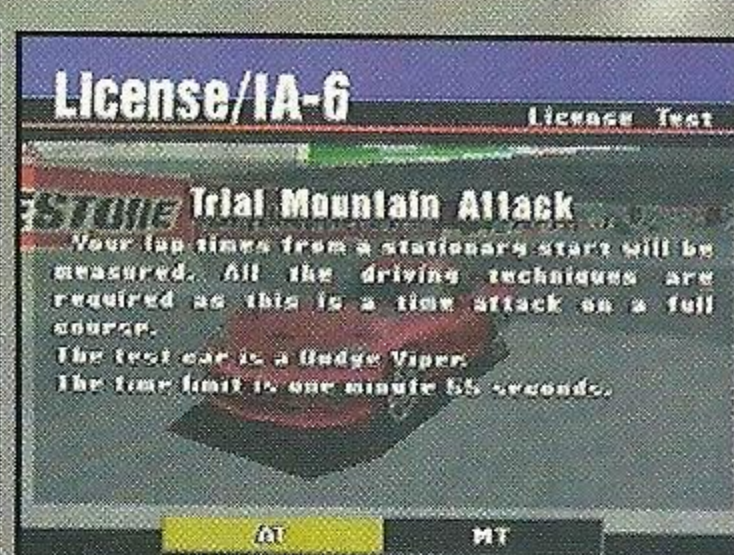 License/IA-6
License Test
ESTONE
Trial Mountain Attack
Your lap times from a stationary start will be
measured. All the driving techniques are
required as this is a time attack on a full
course.
The test car is a Dodge Viper.
The time limit is one minute 55 seconds.
AT MT